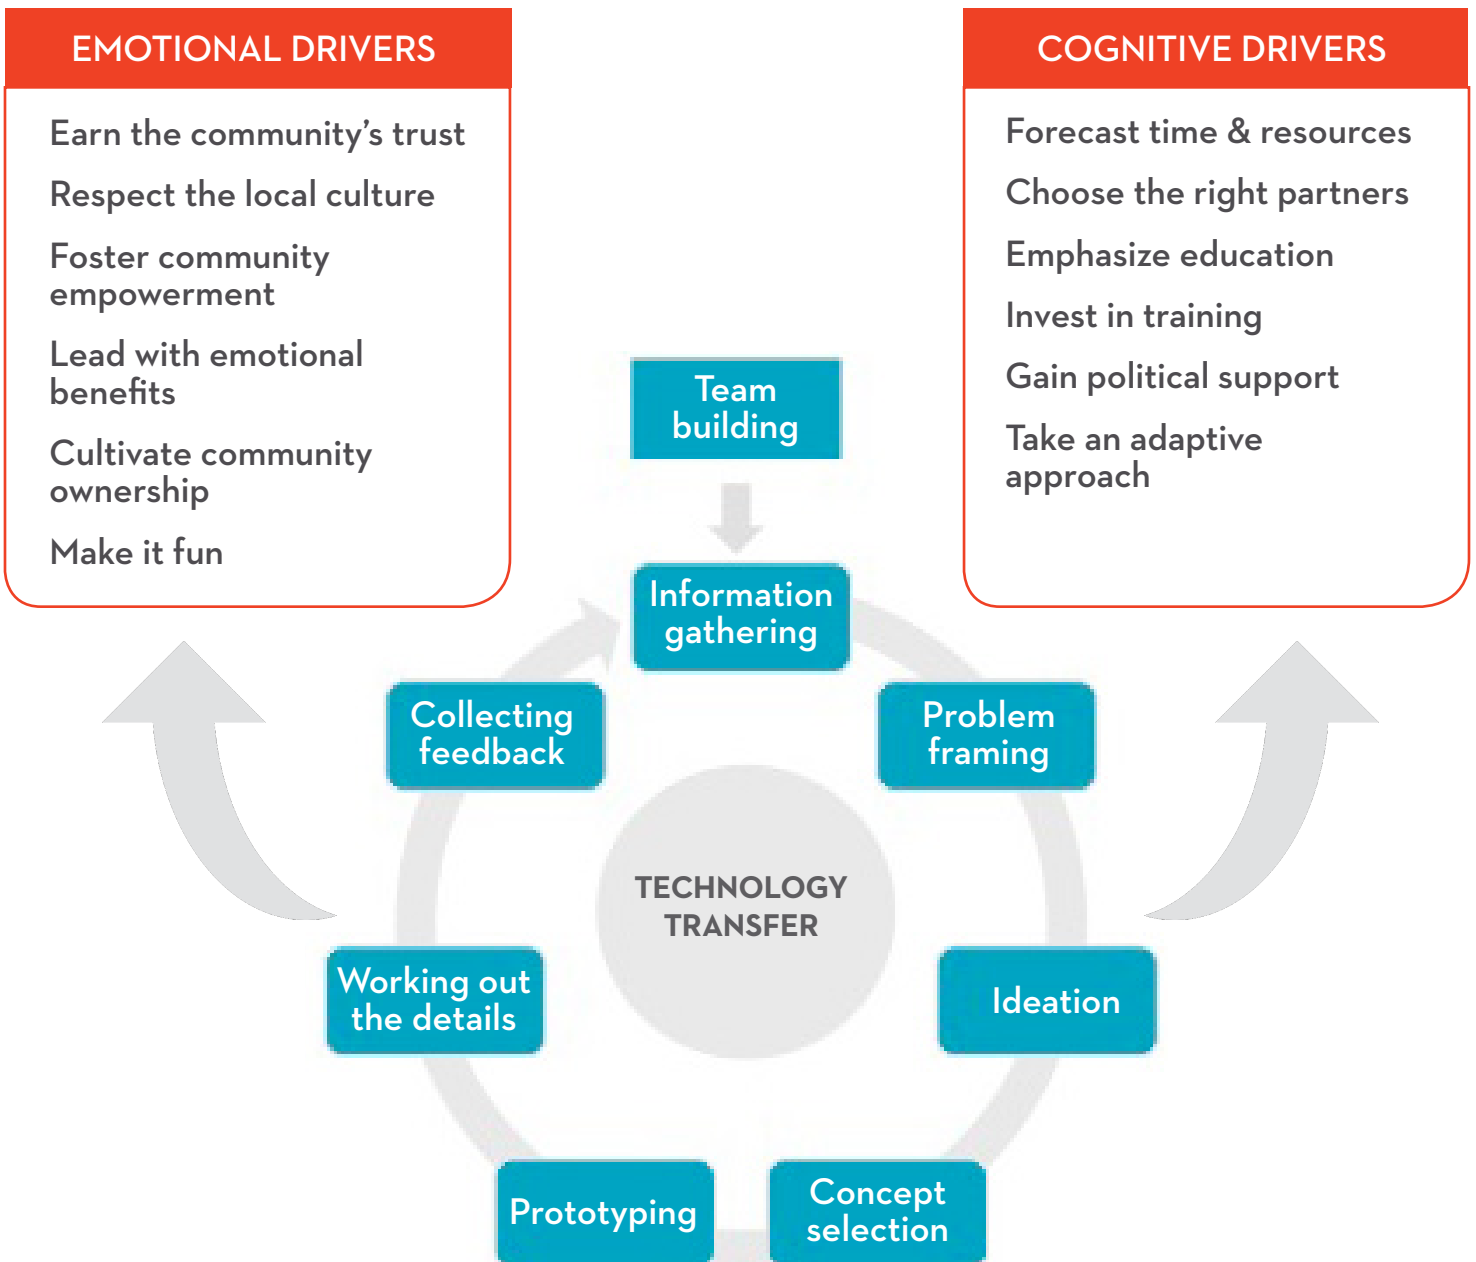 EMOTIONAL DRIVERS
Earn the community’s trust
Respect the local culture
Foster community
empowerment
Lead with emotional
benefits
Cultivate community
ownership
Make it fun
COGNITIVE DRIVERS
Forecast time & resources
Choose the right partners
Emphasize education
Invest in training
Gain political support
Take an adaptive
approach
Team
building
Information
gathering
Problem
framing
Ideation
Concept
selection
Prototyping
Working out
the details
Collecting
feedback
TECHNOLOGY
TRANSFER